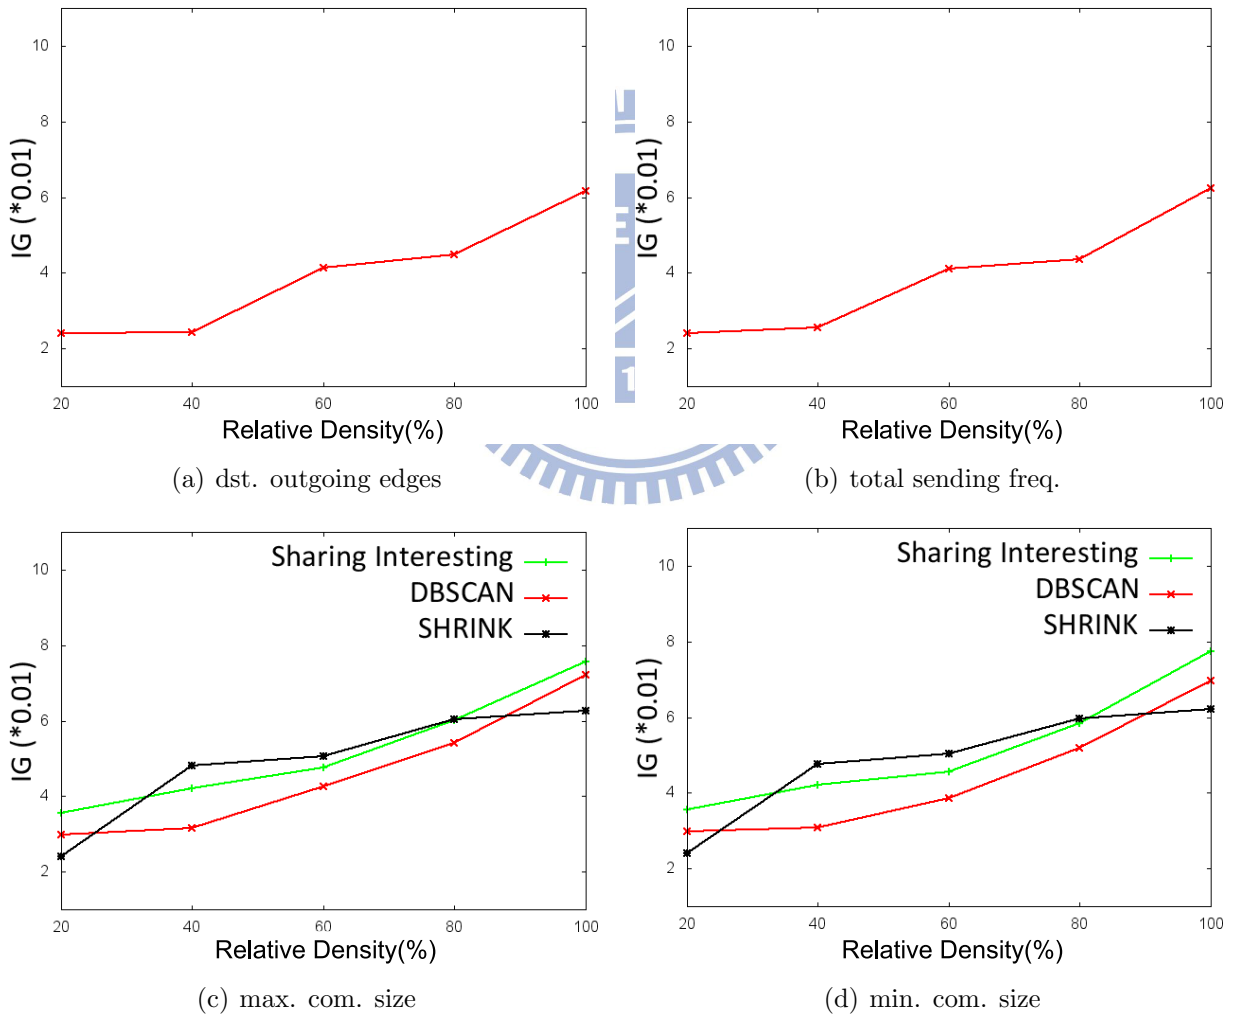 10
8
6
4
2
IG (*0.01)
20 40 60 80 100
Relative Density(%)
(a) dst. outgoing edges
10
8
6
4
2
IG (*0.01)
20 40 60 80 100
Relative Density(%)
(b) total sending freq.
Sharing Interesting
DBSCAN
SHRINK
10
8
6
4
2
IG (*0.01)
20 40 60 80 100
Relative Density(%)
(c) max. com. size
Sharing Interesting
DBSCAN
SHRINK
10
8
6
4
2
IG (*0.01)
20 40 60 80 100
Relative Density(%)
(d) min. com. size